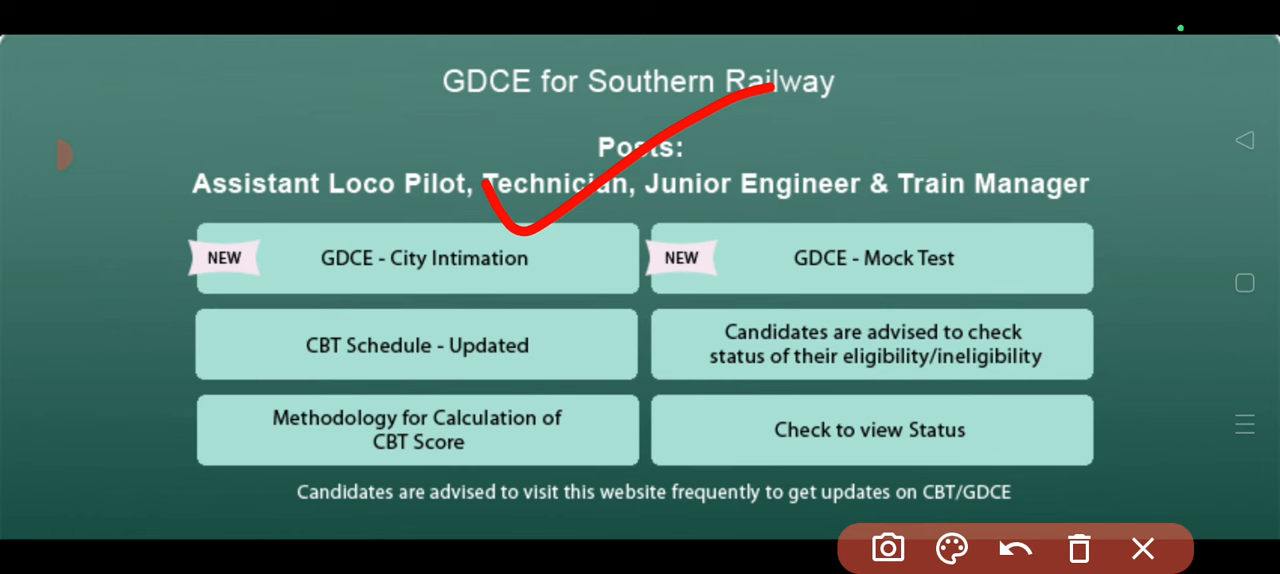 GDCE for Southern Railway
Posts:
Assistant Loco Pilot, Technician, Junior Engineer & Train Manager
NEW
GDCE - City Intimation
NEW
GDCE - Mock Test
CBT Schedule - Updated
Candidates are advised to check
status of their eligibility/ineligibility
Methodology for Calculation of
CBT Score
Check to view Status
Candidates are advised to visit this website frequently to get updates on CBT/GDCE